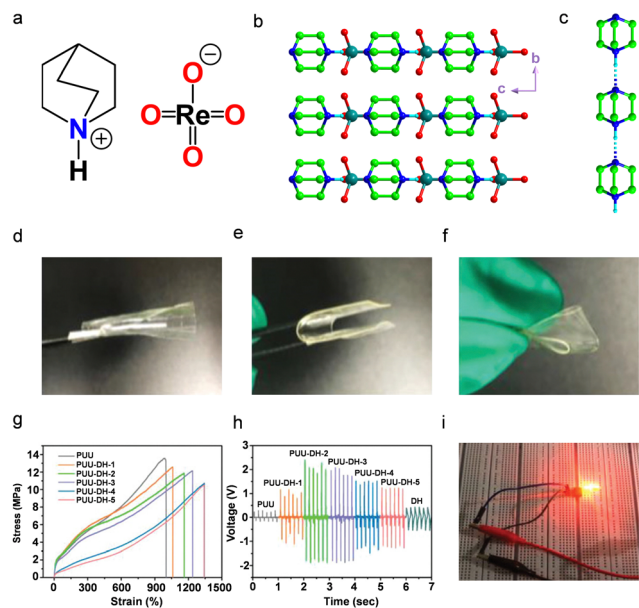 a
N
H
O
O=Re=O
O
b
b
c
c
d
e
f
g
Stress (MPa)
14
12
10
8
6
4
2
0
PUU
PUU-DH-1
PUU-DH-2
PUU-DH-3
PUU-DH-4
PUU-DH-5
0 300 600 900 1200 1500
Strain (%)
h
Voltage (V)
3
2
1
0
-1
-2
PUU
PUU-DH-1
PUU-DH-2
PUU-DH-3
PUU-DH-4
PUU-DH-5
DH
0 1 2 3 4 5 6 7
Time (sec)
i